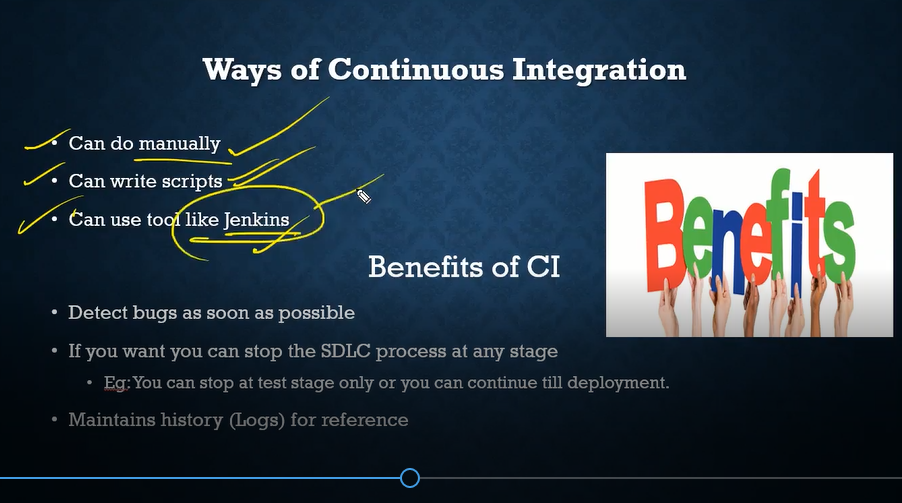 Ways of Continuous Integration
• Can do manually
• Can write scripts
• Can use tool like Jenkins
Benefits of CI
Benefits
• Detect bugs as soon as possible
• If you want you can stop the SDLC process at any stage
• Eg: You can stop at test stage only or you can continue till deployment.
• Maintains history (Logs) for reference